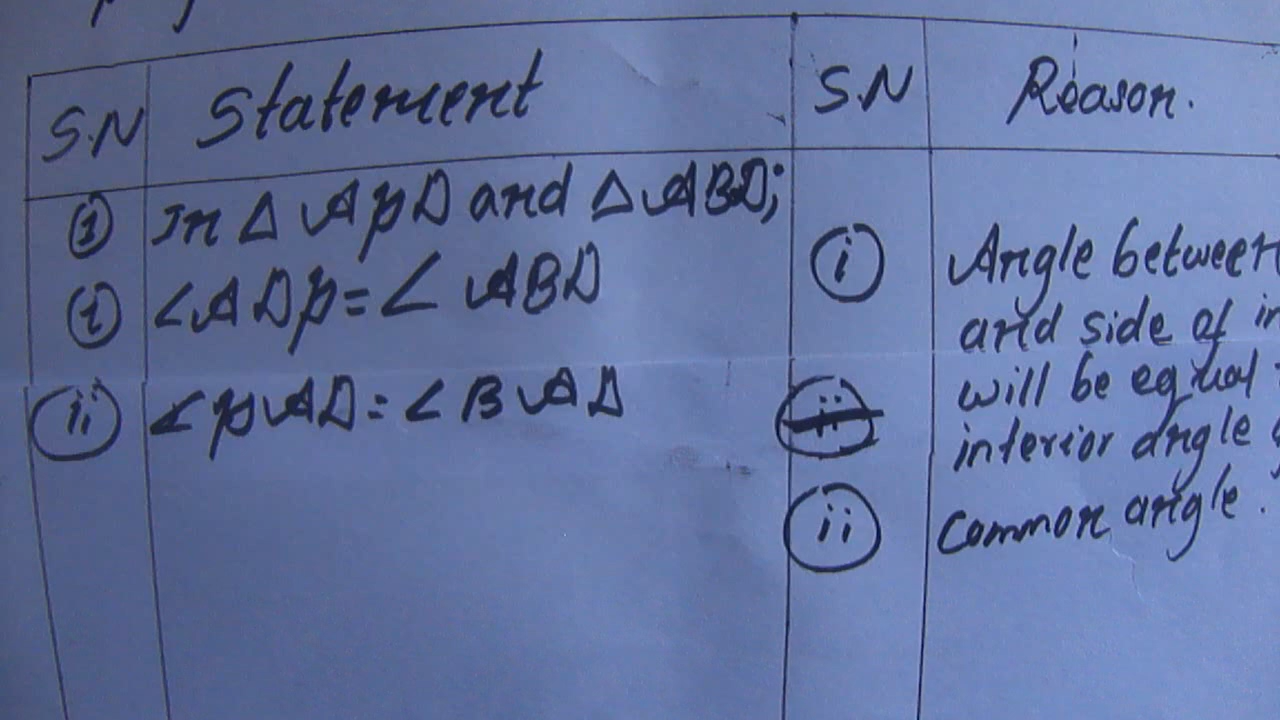 S.N Statement S.N Reason.
① In △ APD and △ ABD;
ⓘ Angle between
ⓘ ∠ADP = ∠ABD
and side of
ⓘⓘ ∠PAD = ∠BAD
ii will be equal
interior angle
ii common angle.